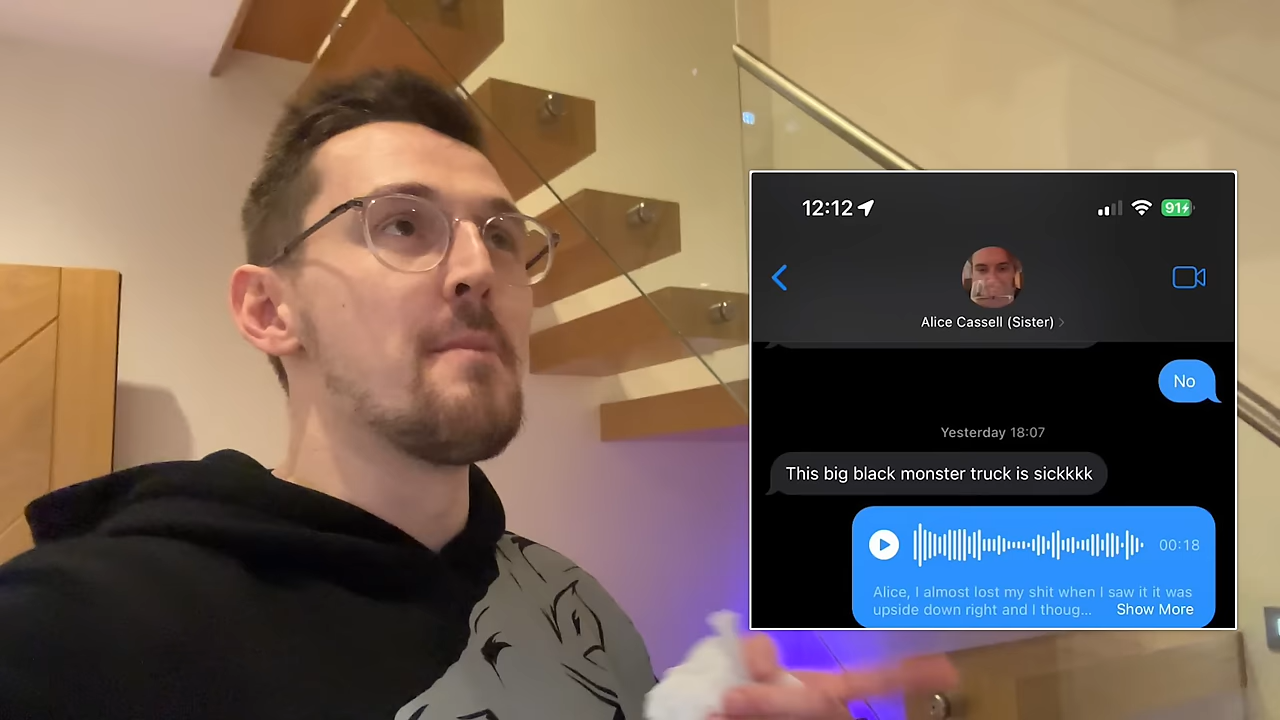 12:12
91
Alice Cassell (Sister)
No
Yesterday 18:07
This big black monster truck is sickkkk
00:18
Alice, I almost lost my shit when I saw it it was
upside down right and I thoug... Show More